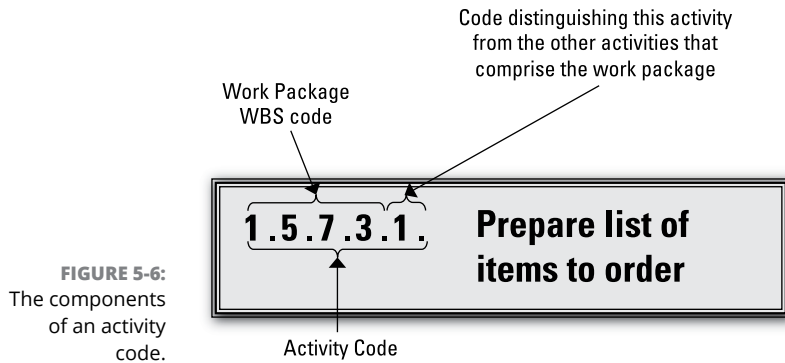 Code distinguishing this activity
from the other activities that
comprise the work package
Work Package
WBS code
1.5.7.3.1.
Prepare list of
items to order
Activity Code
FIGURE 5-6:
The components
of an activity
code.